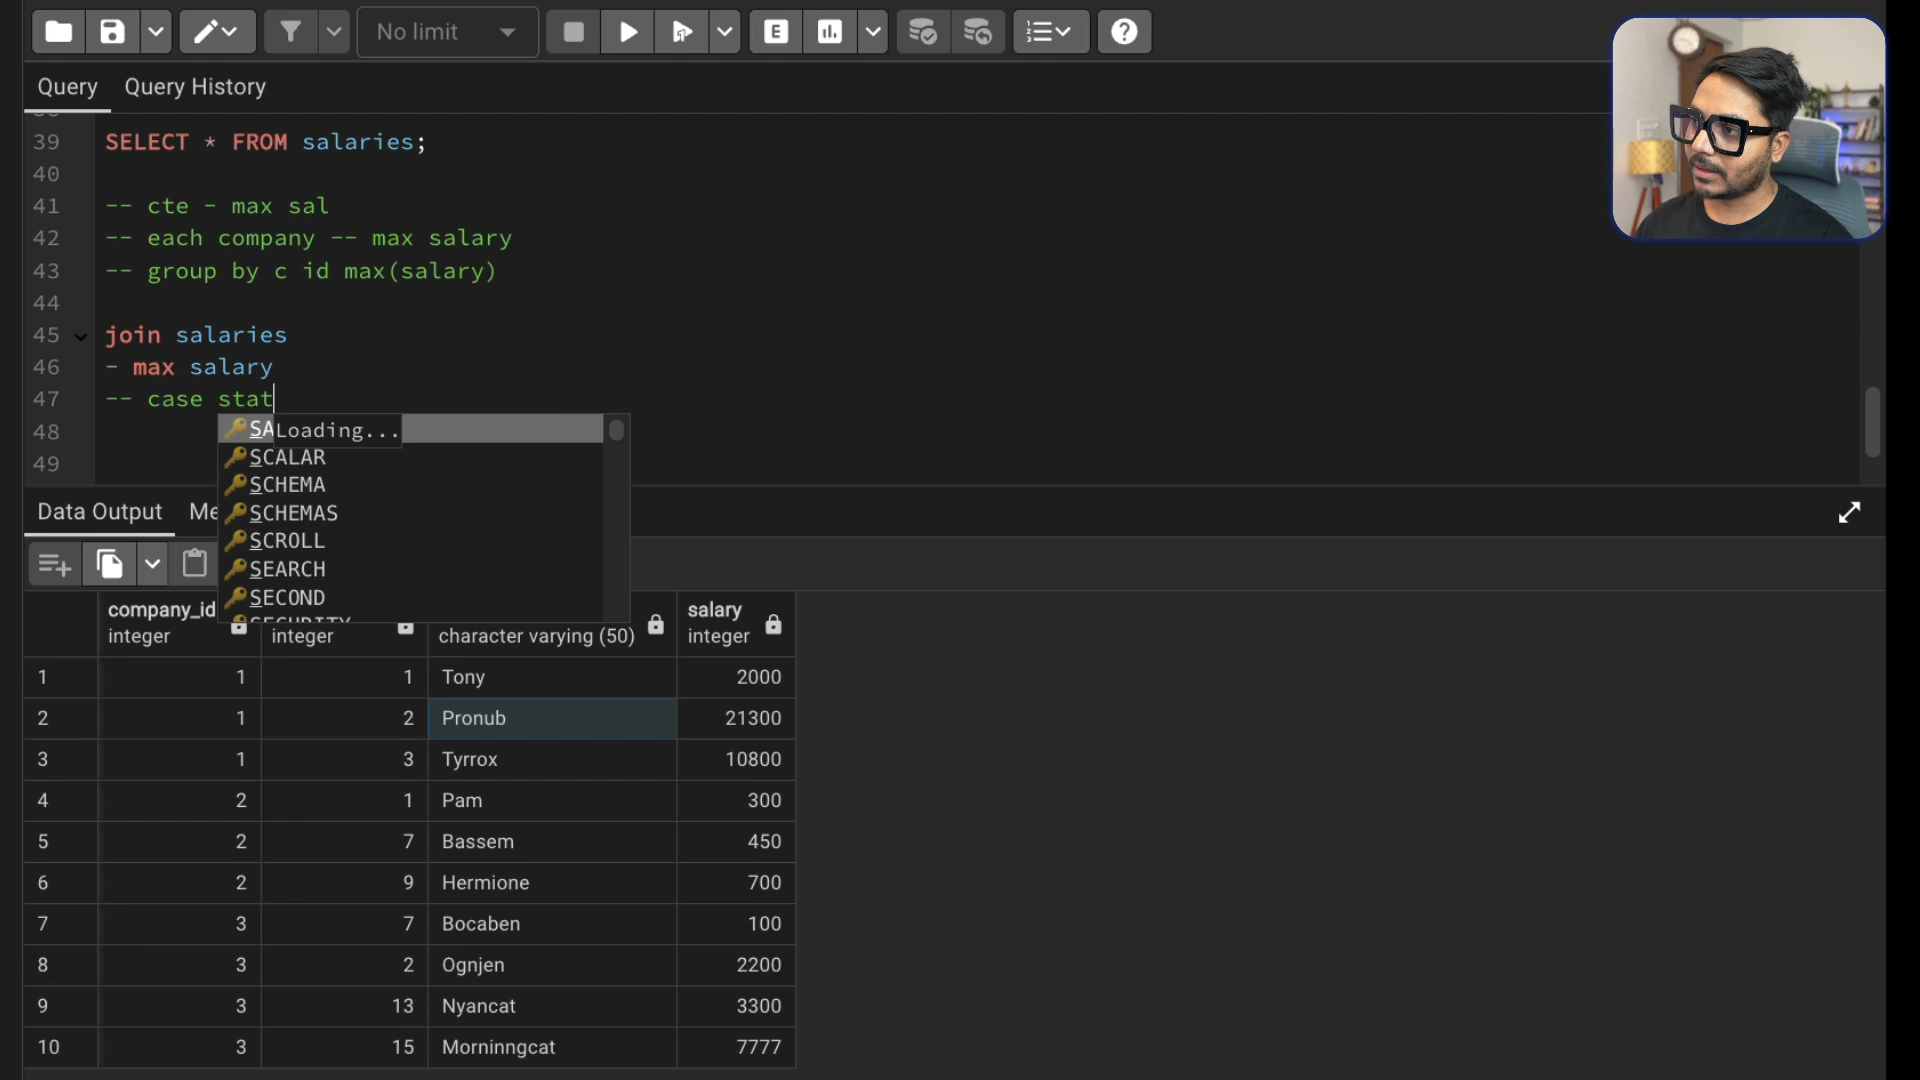 No limit
E
Query Query History
39 SELECT * FROM salaries;
40
41 -- cte - max sal
42 -- each company -- max salary
43 -- group by c id max(salary)
44
45 join salaries
46 - max salary
47 -- case stat
48
49
SA Loading...
SCALAR
SCHEMA
SCHEMAS
SCROLL
SEARCH
SECOND
SECURITY
Data Output Me
company_id salary
integer integer character varying (50) integer
1 1 1 Tony 2000
2 1 2 Pronub 21300
3 1 3 Tyrrox 10800
4 2 1 Pam 300
5 2 7 Bassem 450
6 2 9 Hermione 700
7 3 7 Bocaben 100
8 3 2 Ognjen 2200
9 3 13 Nyancat 3300
10 3 15 Morninngcat 7777